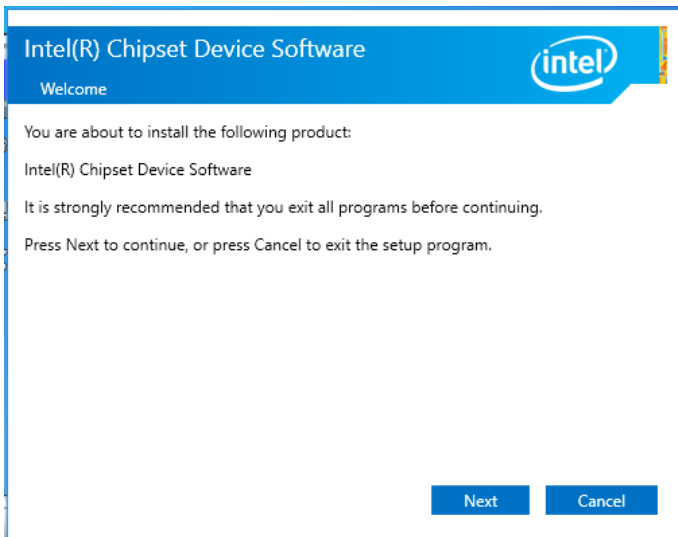 Intel(R) Chipset Device Software
intel
Welcome
You are about to install the following product:
Intel(R) Chipset Device Software
It is strongly recommended that you exit all programs before continuing.
Press Next to continue, or press Cancel to exit the setup program.
Next
Cancel